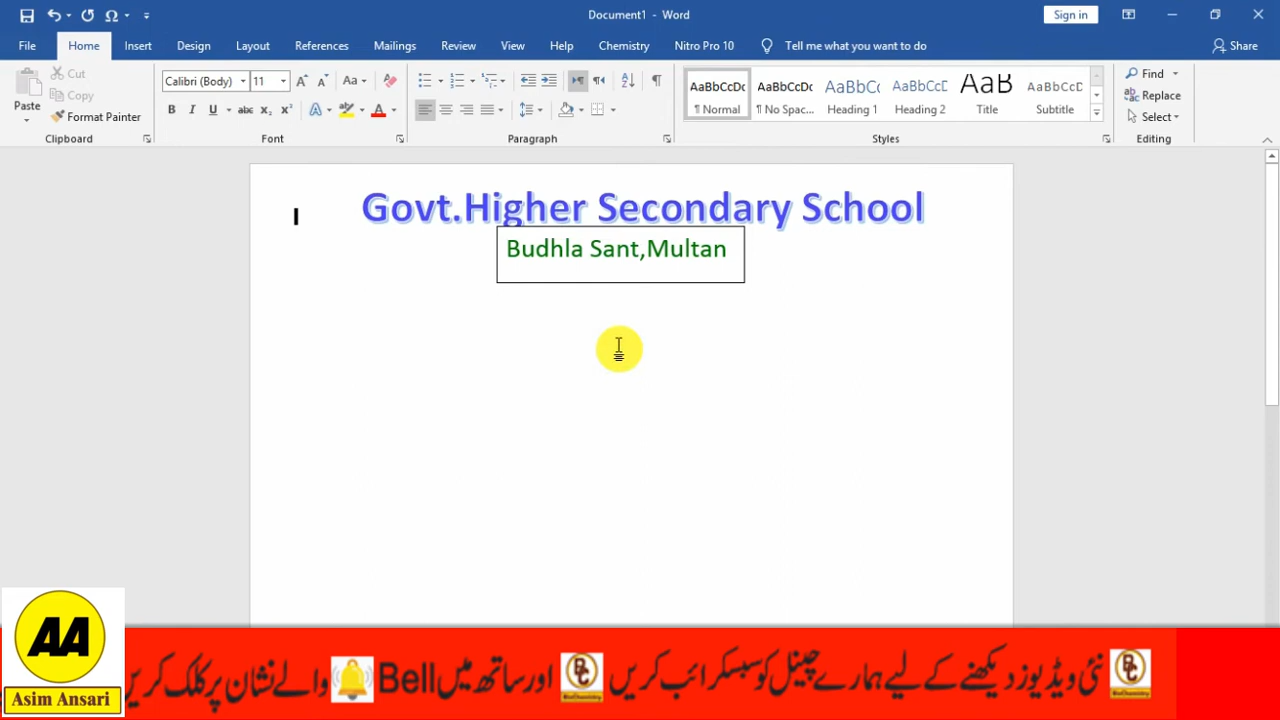 Document1 - Word
Sign in
File Home Insert Design Layout References Mailings Review View Help Chemistry Nitro Pro 10 Tell me what you want to do Share
Paste
Cut
Copy
Format Painter
Clipboard
Calibri (Body) 11
Font
Paragraph
AaBbCcDc AaBbCcDc AaBbCc AaBbCcD AaB AaBbCcD
¶ Normal ¶ No Spac... Heading 1 Heading 2 Title Subtitle
Styles
Find
Replace
Select
Editing
Govt.Higher Secondary School
Budhla Sant,Multan
AA
Asim Ansari
نئی ویڈیوز دیکھنے کے لیے ہمارے چینل کو سبسکرائب کریں اور ساتھ میں Bell والے نشان پر کلک کریں